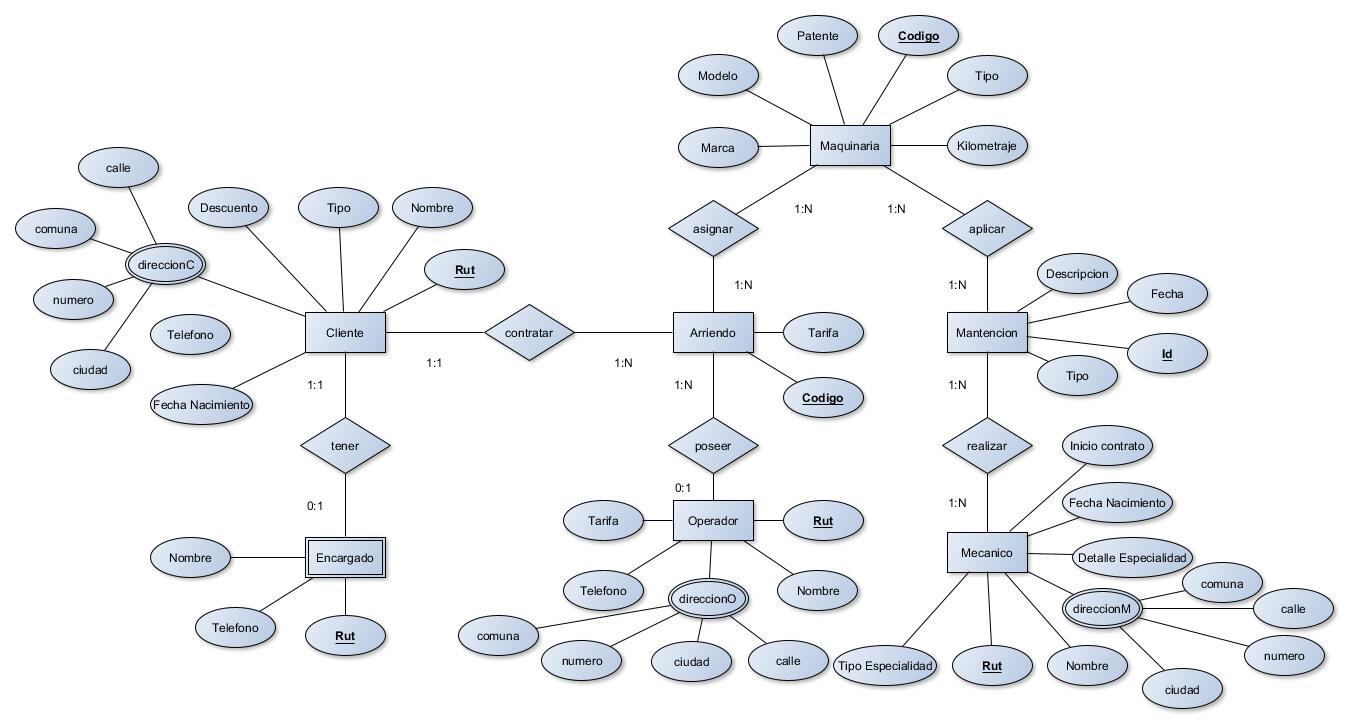 Patente
Codigo
Modelo
Tipo
Marca
Maquinaria
Kilometraje
calle
Descuento
Tipo
Nombre
1:N
1:N
comuna
asignar
aplicar
direccionC
Rut
Descripcion
numero
1:N
1:N
Fecha
Telefono
Cliente
contratar
Arriendo
Tarifa
Mantencion
Id
ciudad
1:1
1:N
Tipo
1:1
1:N
1:N
Fecha Nacimiento
Codigo
tener
poseer
realizar
Inicio contrato
0:1
0:1
1:N
Fecha Nacimiento
Tarifa
Operador
Rut
Nombre
Encargado
Mecanico
Detalle Especialidad
Telefono
direccionO
Nombre
direccionM
comuna
calle
Telefono
Rut
comuna
numero
ciudad
calle
Tipo Especialidad
Rut
Nombre
numero
ciudad